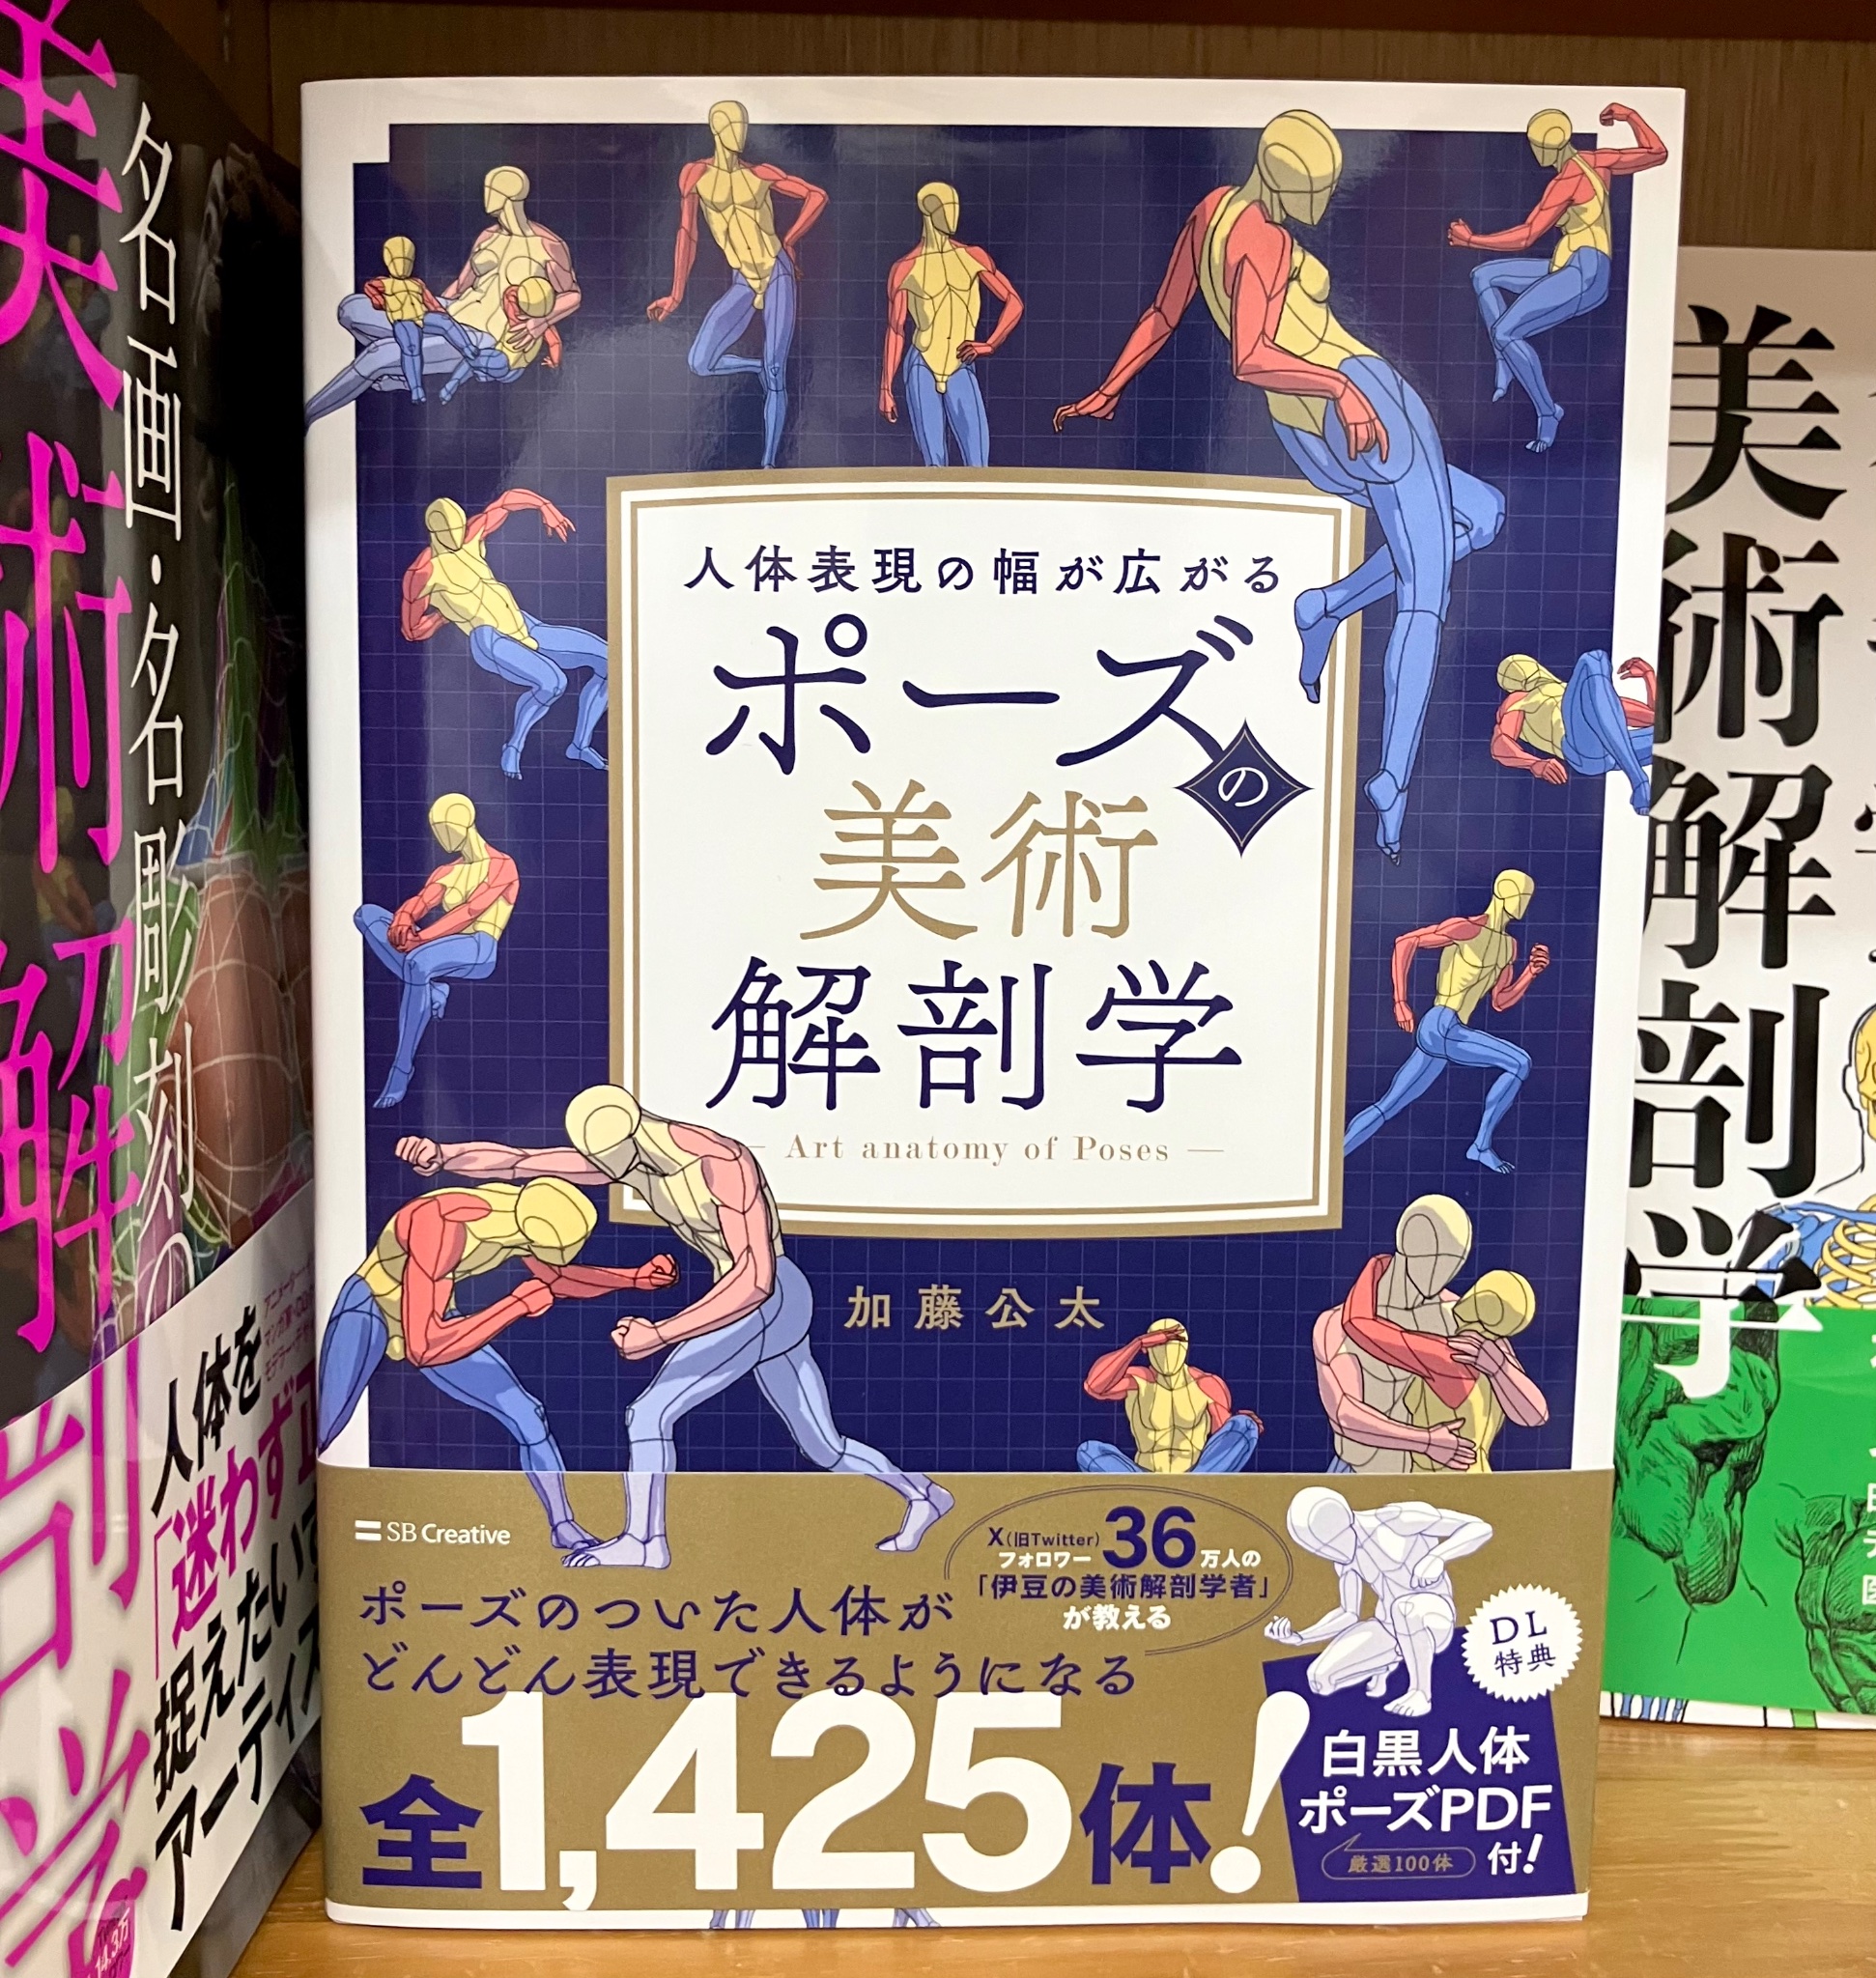 人体表現の幅が広がる
ポーズの
美術
解剖学
Art anatomy of Poses
加藤公太
SB Creative
X(旧Twitter)
フォロワー36万人の
「伊豆の美術解剖学者」
が教える
ポーズのついた人体が
どんどん表現できるようになる
全1,425体!
DL
特典
白黒人体
ポーズPDF
厳選100体
付!
美術解剖学
名画・名彫刻の
人体を
「迷わず
捉えたい
アーティス
美術解剖学